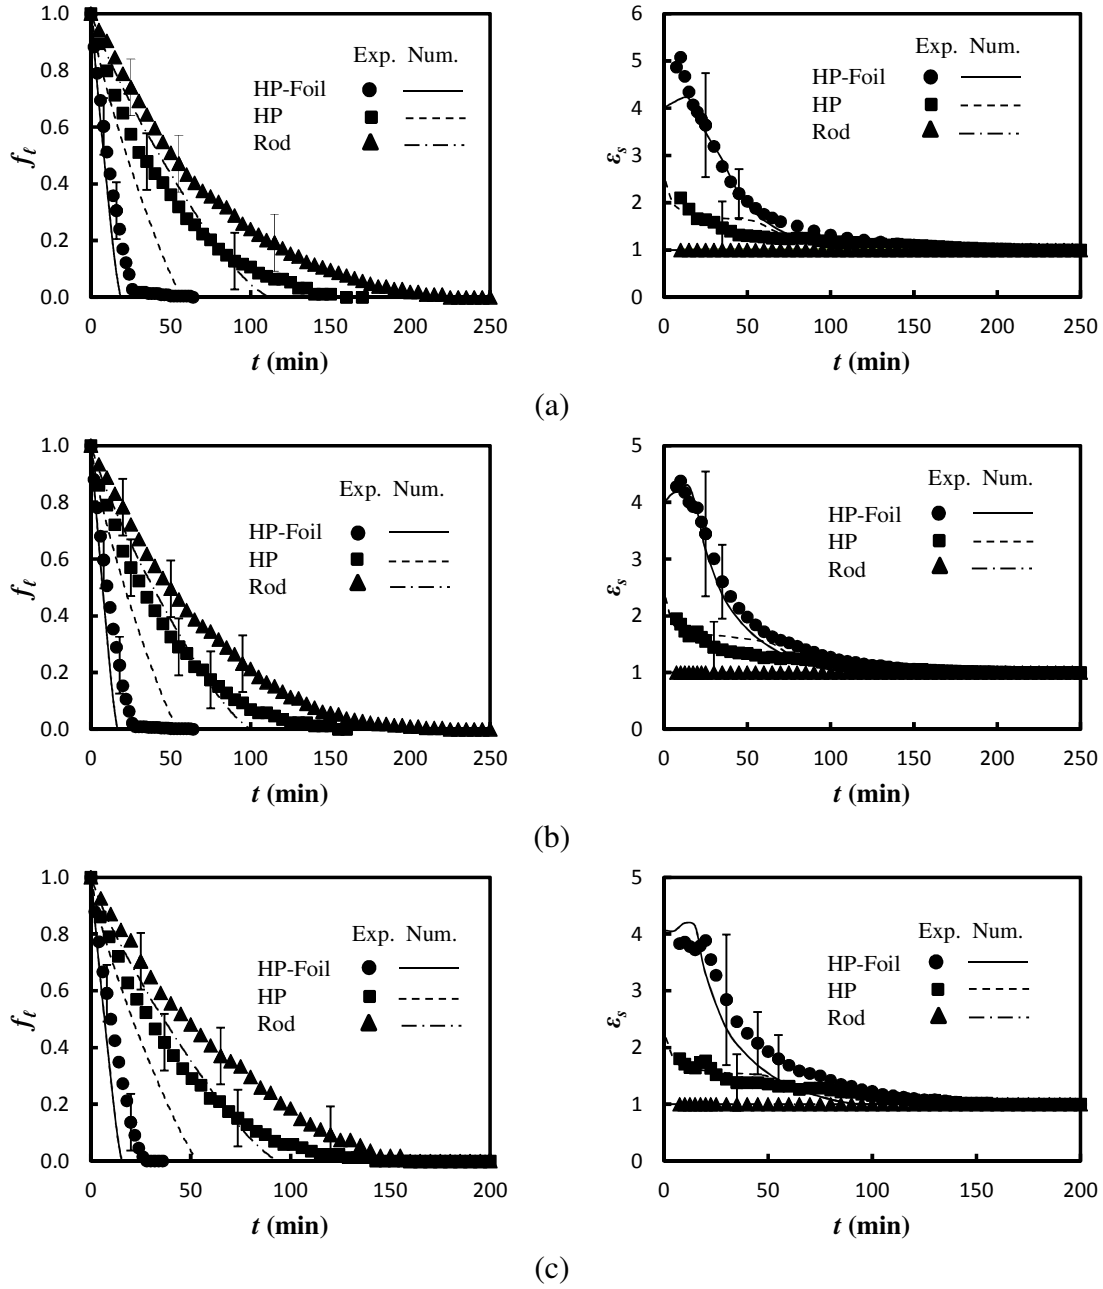 1.0
0.8
0.6
0.4
0.2
0.0
fℓ
0 50 100 150 200 250
t (min)
Exp. Num.
HP-Foil
HP
Rod
6
5
4
3
2
1
0
εs
0 50 100 150 200 250
t (min)
Exp. Num.
HP-Foil
HP
Rod
(a)
1.0
0.8
0.6
0.4
0.2
0.0
fℓ
0 50 100 150 200 250
t (min)
Exp. Num.
HP-Foil
HP
Rod
5
4
3
2
1
0
εs
0 50 100 150 200 250
t (min)
Exp. Num.
HP-Foil
HP
Rod
(b)
1.0
0.8
0.6
0.4
0.2
0.0
fℓ
0 50 100 150 200
t (min)
Exp. Num.
HP-Foil
HP
Rod
5
4
3
2
1
0
εs
0 50 100 150 200
t (min)
Exp. Num.
HP-Foil
HP
Rod
(c)